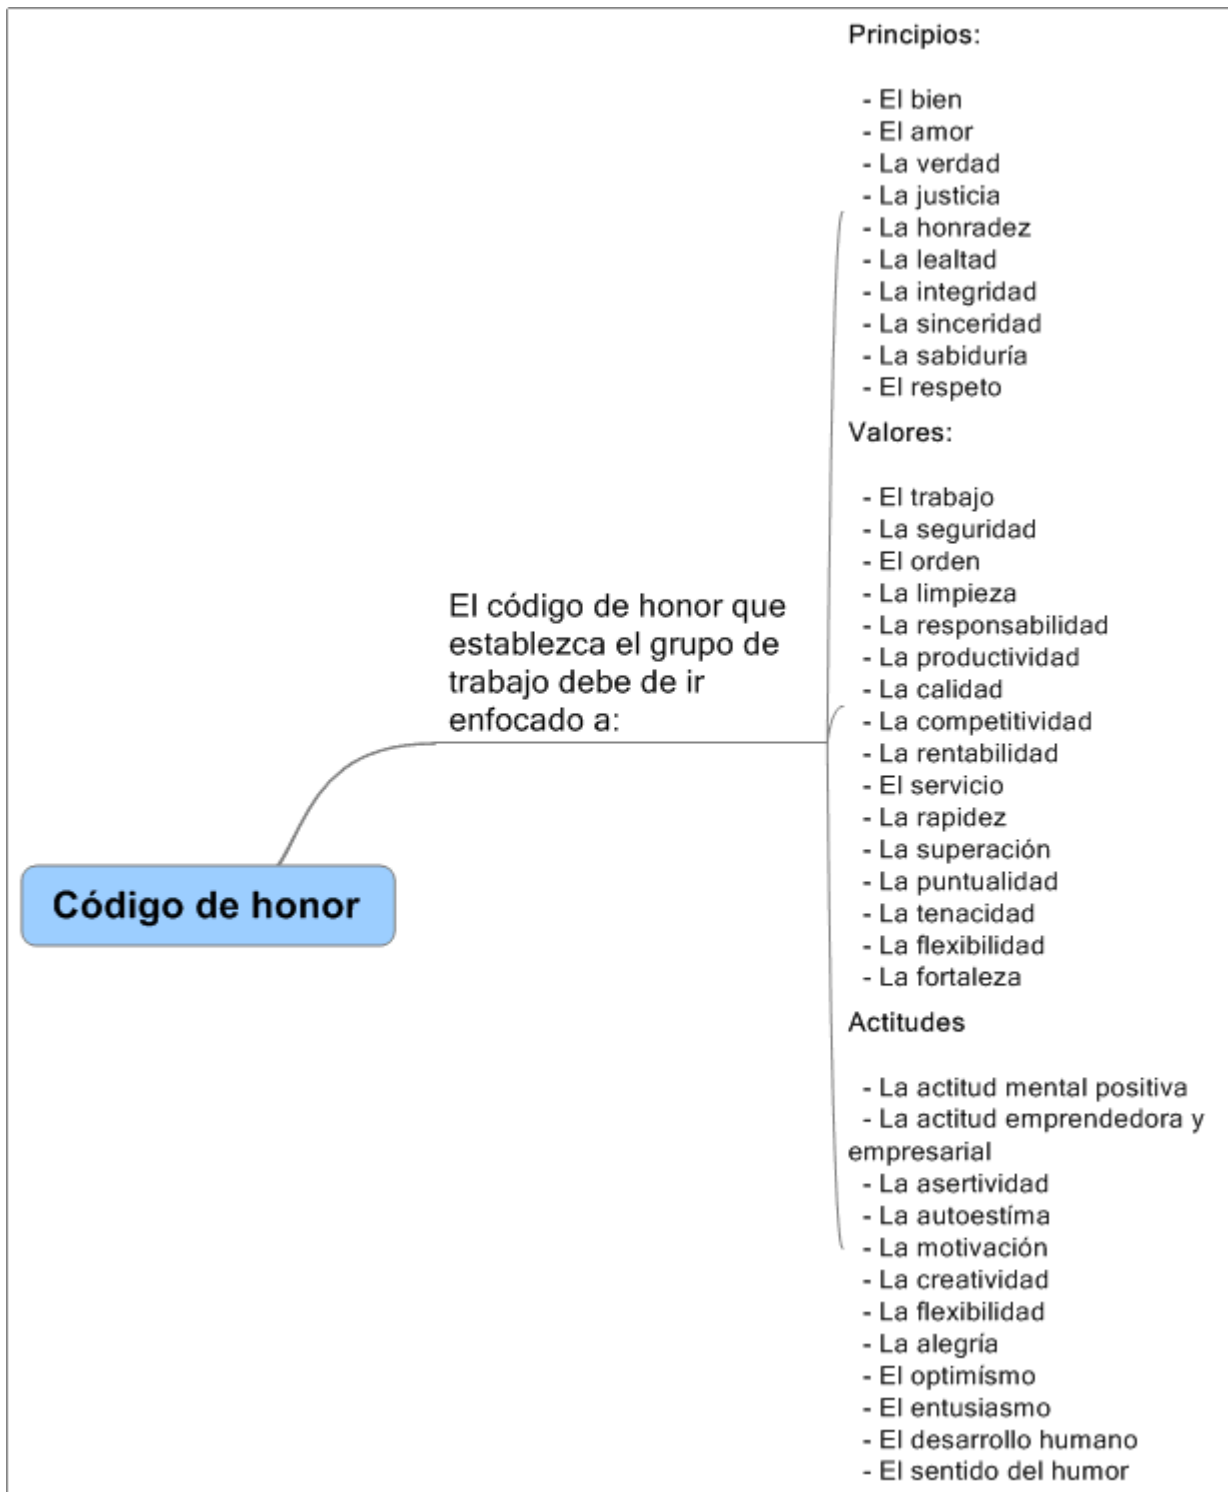 Principios:
- El bien
- El amor
- La verdad
- La justicia
- La honradez
- La lealtad
- La integridad
- La sinceridad
- La sabiduría
- El respeto
Valores:
- El trabajo
- La seguridad
- El orden
- La limpieza
- La responsabilidad
- La productividad
- La calidad
- La competitividad
- La rentabilidad
- El servicio
- La rapidez
- La superación
- La puntualidad
- La tenacidad
- La flexibilidad
- La fortaleza
Actitudes
- La actitud mental positiva
- La actitud emprendedora y
empresarial
- La asertividad
- La autoestíma
- La motivación
- La creatividad
- La flexibilidad
- La alegría
- El optimísmo
- El entusiasmo
- El desarrollo humano
- El sentido del humor
El código de honor que
establezca el grupo de
trabajo debe de ir
enfocado a:
Código de honor